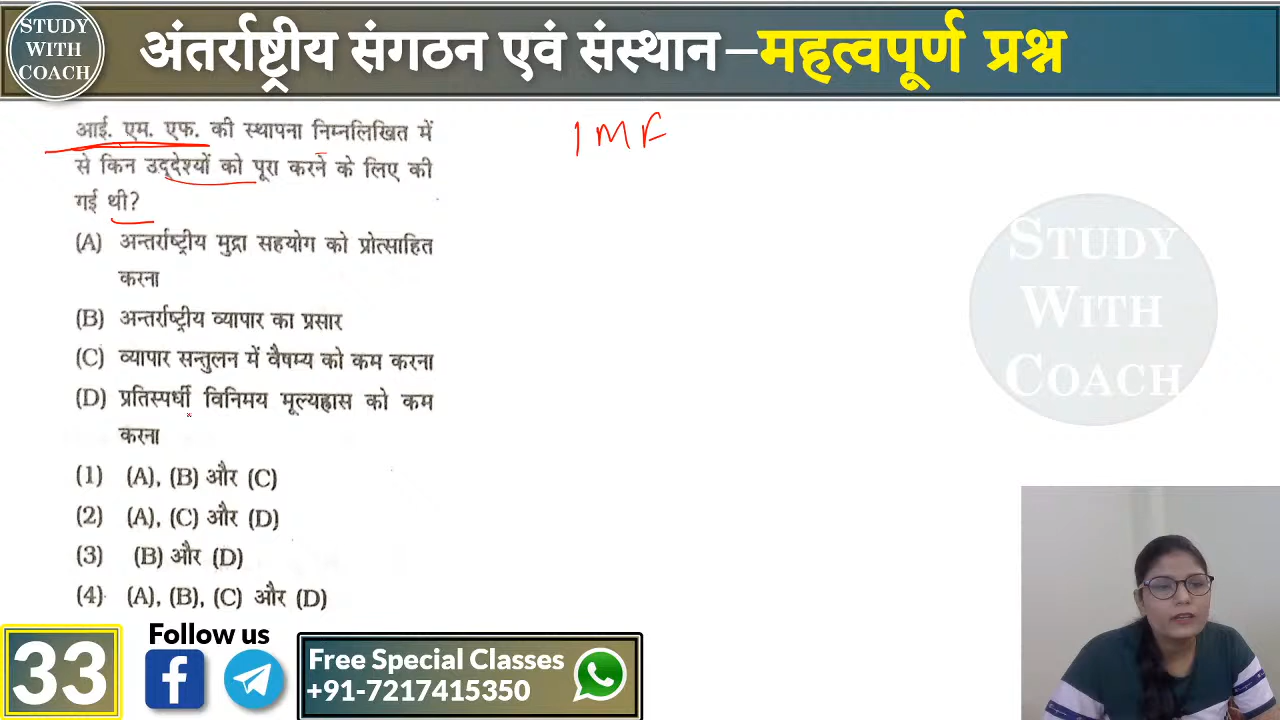 STUDY
WITH
COACH
अंतर्राष्ट्रीय संगठन एवं संस्थान–महत्वपूर्ण प्रश्न
आई. एम. एफ. की स्थापना निम्नलिखित में
से किन उद्देश्यों को पूरा करने के लिए की
गई थी?
(A) अन्तर्राष्ट्रीय मुद्रा सहयोग को प्रोत्साहित
करना
(B) अन्तर्राष्ट्रीय व्यापार का प्रसार
(C) व्यापार सन्तुलन में वैषम्य को कम करना
(D) प्रतिस्पर्धी विनिमय मूल्यह्रास को कम
करना
(1) (A), (B) और (C)
(2) (A), (C) और (D)
(3) (B) और (D)
(4) (A), (B), (C) और (D)
IMF
STUDY
WITH
COACH
33
Follow us
Free Special Classes
+91-7217415350